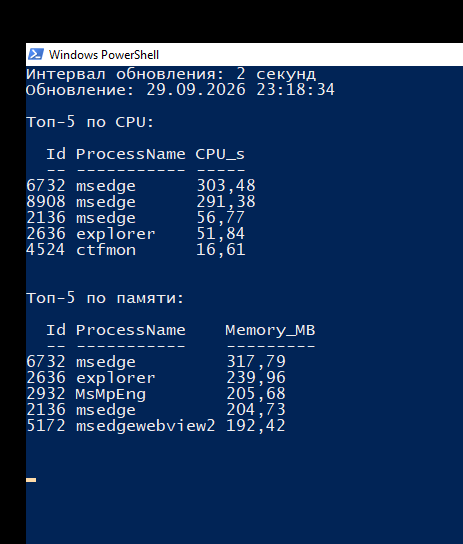 Windows PowerShell
Интервал обновления: 2 секунд
Обновление: 29.09.2026 23:18:34
Топ-5 по CPU:
Id ProcessName CPU_s
-- ----------- -----
6732 msedge 303,48
8908 msedge 291,38
2136 msedge 56,77
2636 explorer 51,84
4524 ctfmon 16,61
Топ-5 по памяти:
Id ProcessName Memory_MB
-- ----------- ---------
6732 msedge 317,79
2636 explorer 239,96
2932 MsMpEng 205,68
2136 msedge 204,73
5172 msedgewebview2 192,42